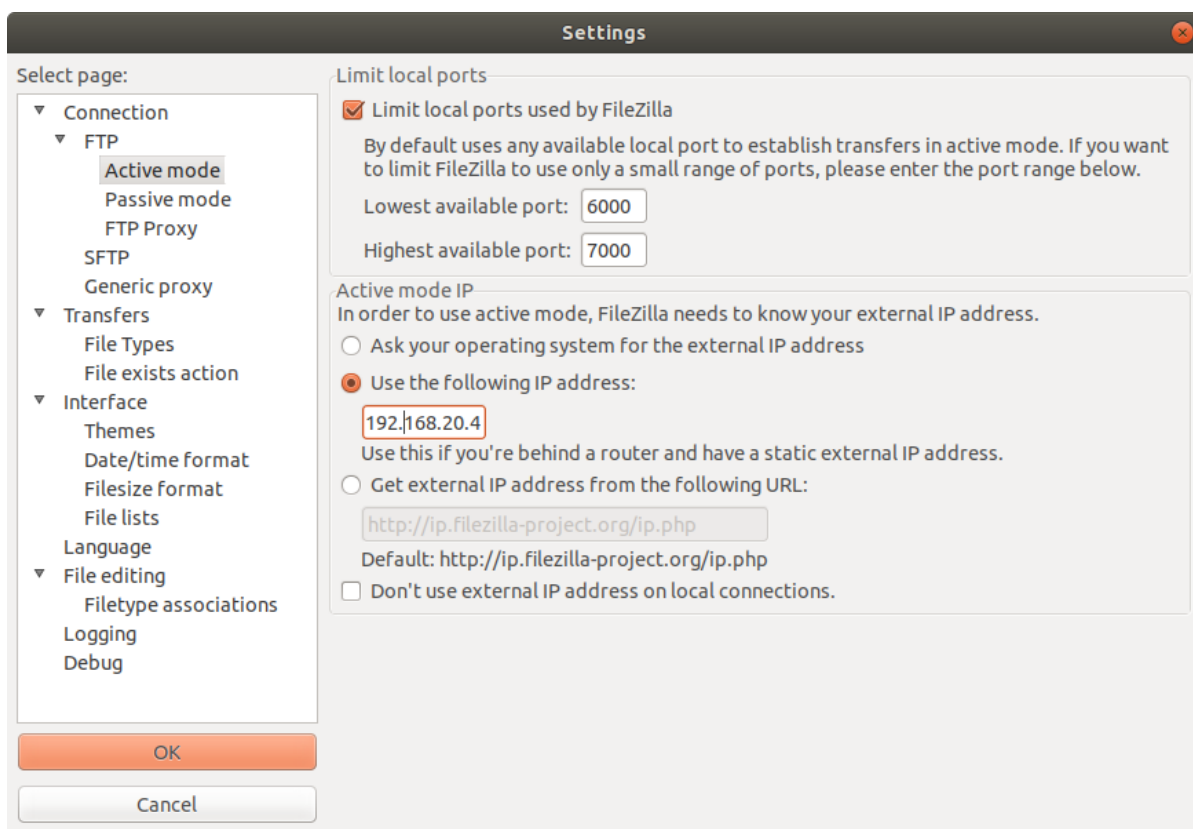 Settings
Select page:
Connection
FTP
Active mode
Passive mode
FTP Proxy
SFTP
Generic proxy
Transfers
File Types
File exists action
Interface
Themes
Date/time format
Filesize format
File lists
Language
File editing
Filetype associations
Logging
Debug
OK
Cancel
Limit local ports
Limit local ports used by FileZilla
By default uses any available local port to establish transfers in active mode. If you want
to limit FileZilla to use only a small range of ports, please enter the port range below.
Lowest available port: 6000
Highest available port: 7000
Active mode IP
In order to use active mode, FileZilla needs to know your external IP address.
Ask your operating system for the external IP address
Use the following IP address:
192.168.20.4
Use this if you're behind a router and have a static external IP address.
Get external IP address from the following URL:
http://ip.filezilla-project.org/ip.php
Default: http://ip.filezilla-project.org/ip.php
Don't use external IP address on local connections.